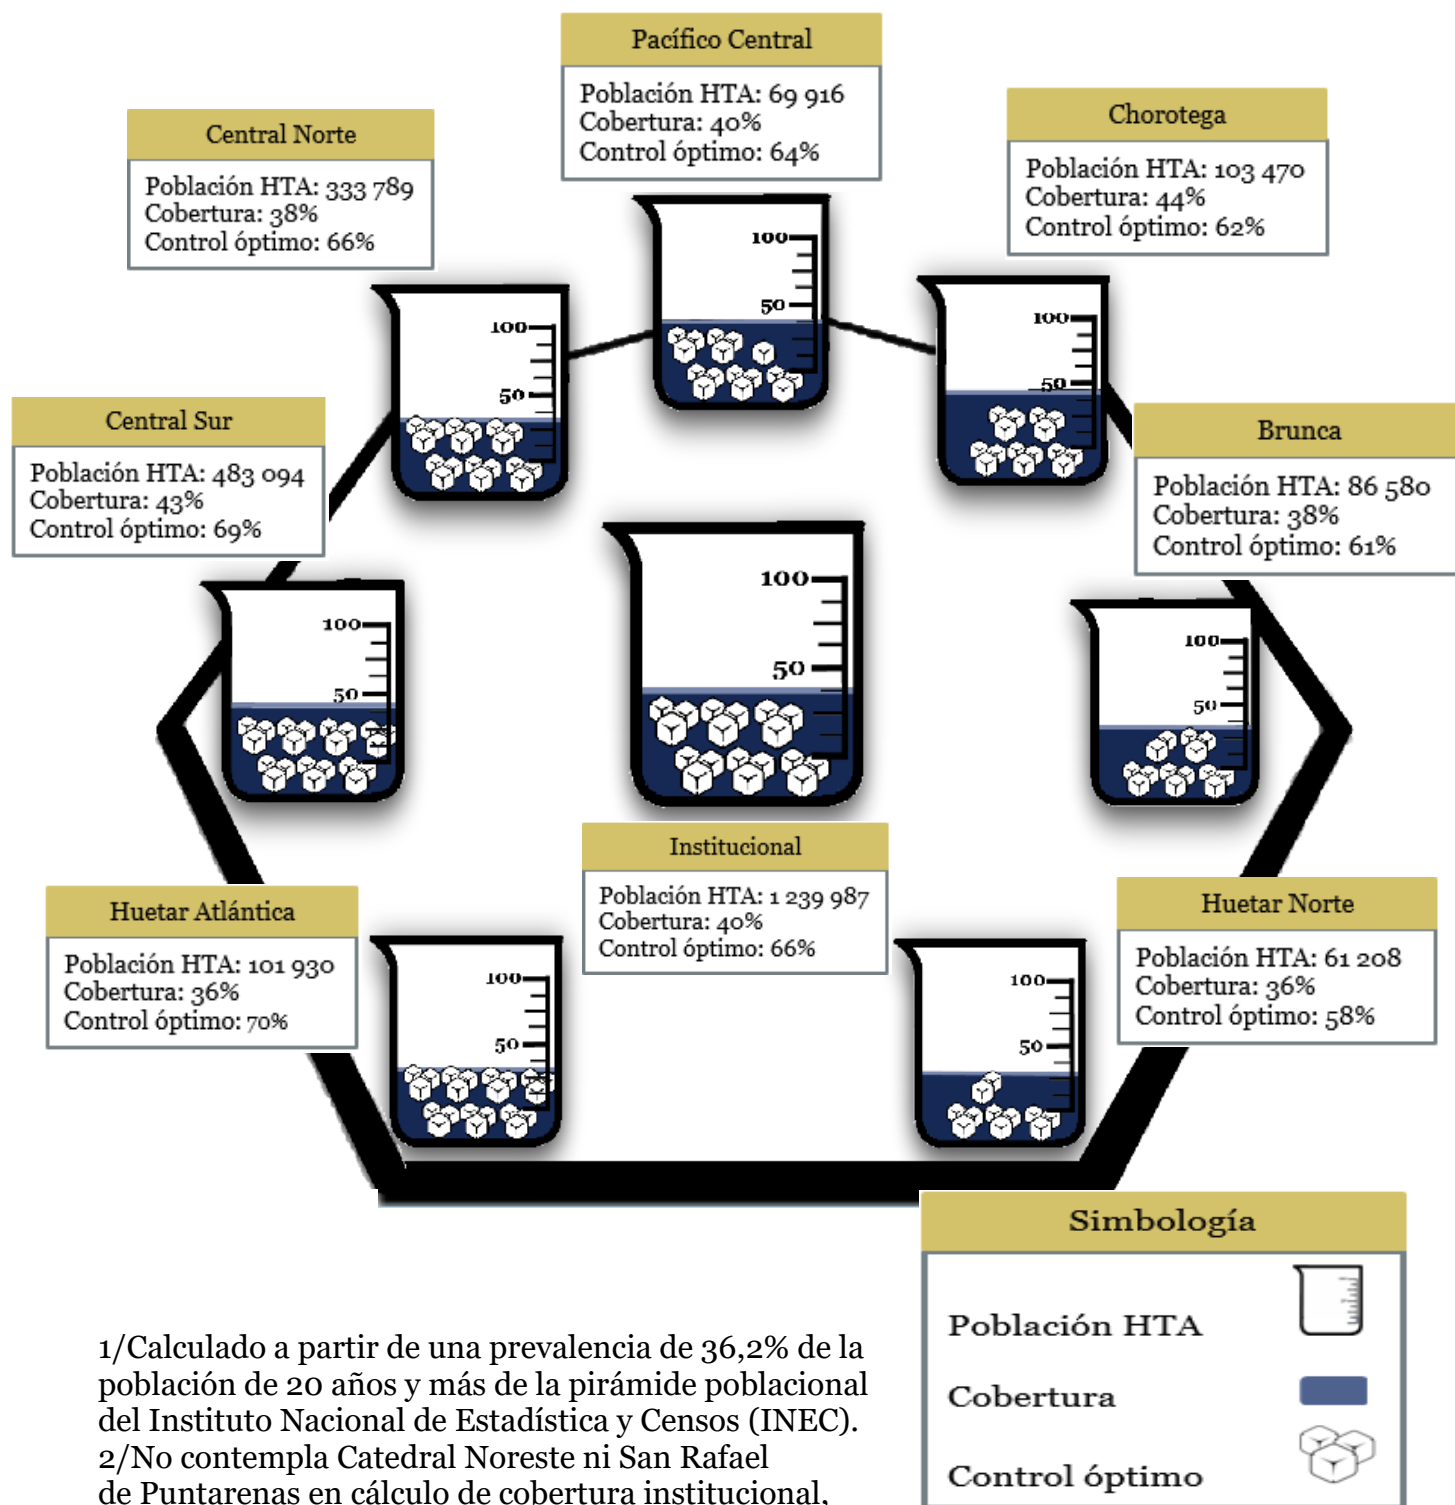 Pacífico Central
Población HTA: 69 916
Cobertura: 40%
Control óptimo: 64%
Chorotega
Población HTA: 103 470
Cobertura: 44%
Control óptimo: 62%
Central Norte
Población HTA: 333 789
Cobertura: 38%
Control óptimo: 66%
100
50
100
50
100
50
Central Sur
Población HTA: 483 094
Cobertura: 43%
Control óptimo: 69%
Brunca
Población HTA: 86 580
Cobertura: 38%
Control óptimo: 61%
100
50
100
50
100
50
Institucional
Población HTA: 1 239 987
Cobertura: 40%
Control óptimo: 66%
Huetar Atlántica
Población HTA: 101 930
Cobertura: 36%
Control óptimo: 70%
Huetar Norte
Población HTA: 61 208
Cobertura: 36%
Control óptimo: 58%
100
50
100
50
Simbología
Población HTA
Cobertura
Control óptimo
1/Calculado a partir de una prevalencia de 36,2% de la
población de 20 años y más de la pirámide poblacional
del Instituto Nacional de Estadística y Censos (INEC).
2/No contempla Catedral Noreste ni San Rafael
de Puntarenas en cálculo de cobertura institucional,